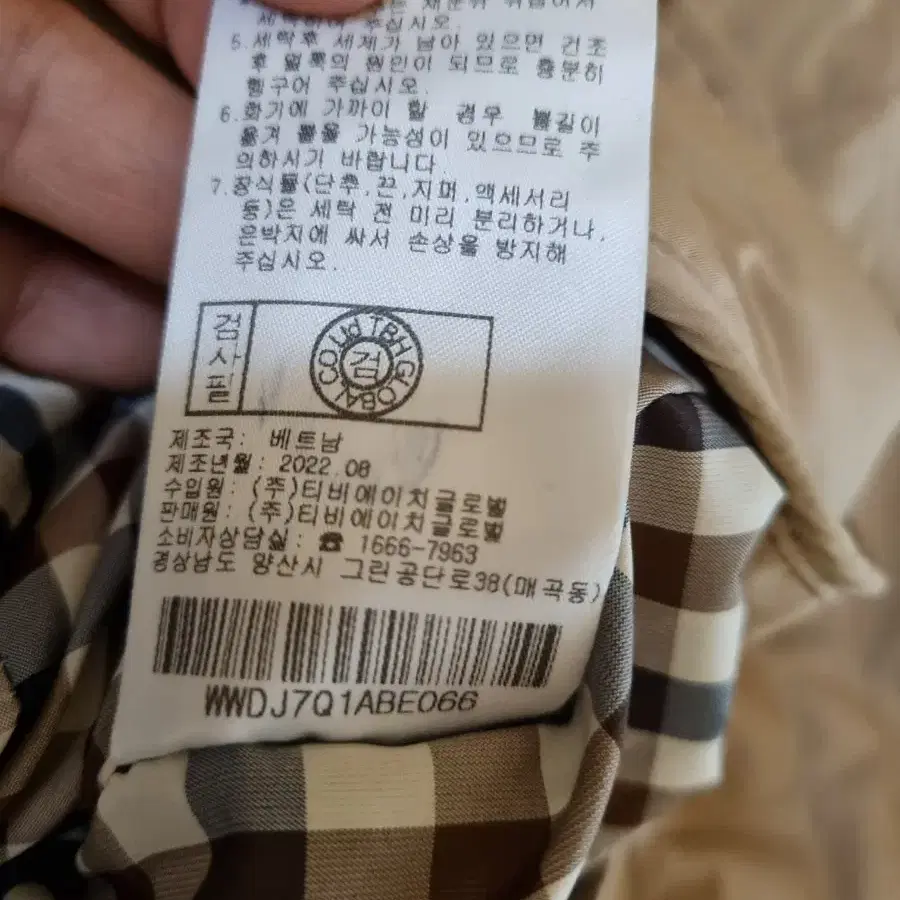 세탁하여 주십시오.
5.세탁후 세제가 남아 있으면 건조
후 얼룩의 원인이 되므로 충분히
헹구어 주십시오.
6.화기에 가까이 할 경우 불길이
옮겨 붙을 가능성이 있으므로 주
의하시기 바랍니다.
7.장식물(단추,끈,지퍼,액세서리
등)은 세탁 전 미리 분리하거나,
은박지에 싸서 손상을 방지해
주십시오.
검사필
TBH GLOBAL CO.Ltd
검
제조국: 베트남
제조년월: 2022.08
수입원: (주)티비에이치글로벌
판매원: (주)티비에이치글로벌
소비자상담실: ☎ 1666-7963
경상남도 양산시 그린공단로38(매곡동)
WWDJ7Q1ABE066